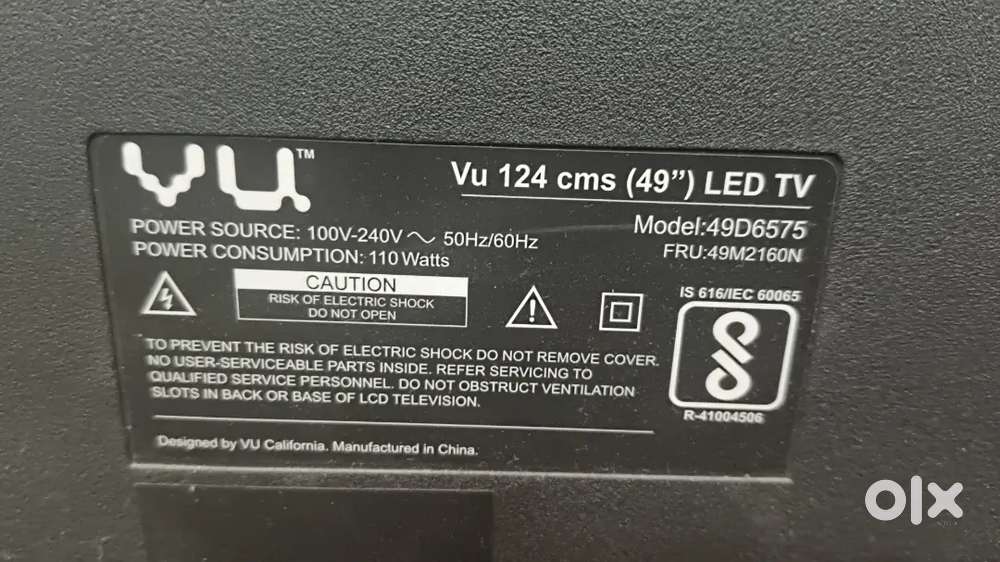 VU™
Vu 124 cms (49”) LED TV
Model:49D6575
FRU:49M2160N
POWER SOURCE: 100V-240V ～ 50Hz/60Hz
POWER CONSUMPTION: 110 Watts
CAUTION
RISK OF ELECTRIC SHOCK
DO NOT OPEN
IS 616/IEC 60065
R-41004506
TO PREVENT THE RISK OF ELECTRIC SHOCK DO NOT REMOVE COVER.
NO USER-SERVICEABLE PARTS INSIDE. REFER SERVICING TO
QUALIFIED SERVICE PERSONNEL. DO NOT OBSTRUCT VENTILATION
SLOTS IN BACK OR BASE OF LCD TELEVISION.
Designed by VU California. Manufactured in China.
olx